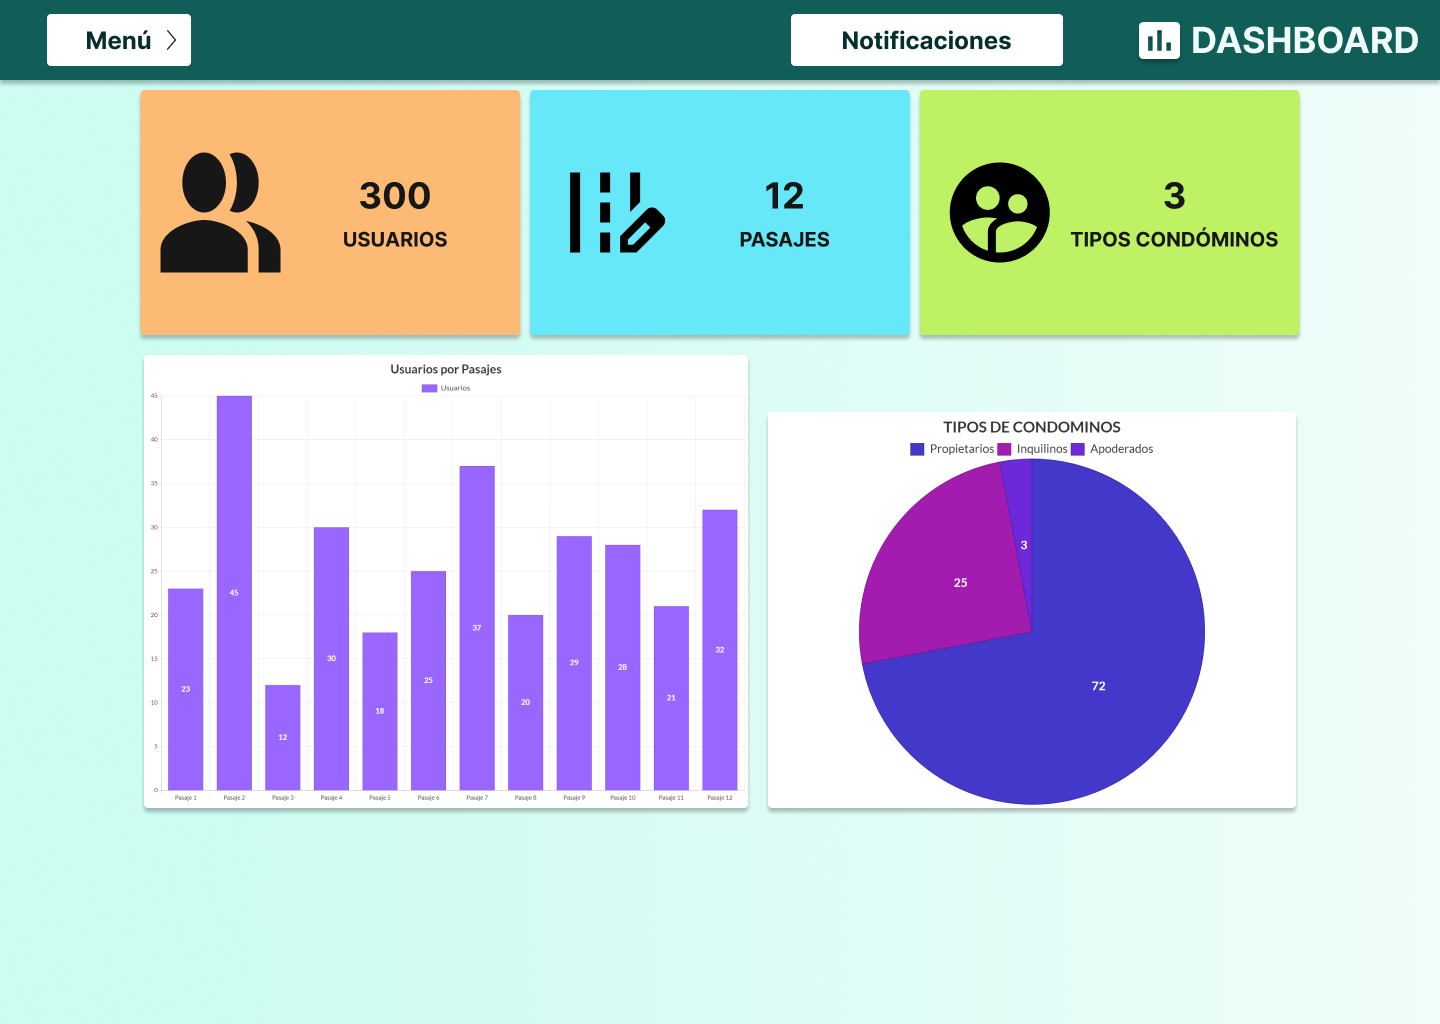 Menú
Notificaciones
DASHBOARD
300
USUARIOS
12
PASAJES
3
TIPOS CONDÓMINOS
Usuarios por Pasajes
Usuarios
45
40
35
30
25
20
15
10
5
0
23
45
12
30
18
25
37
20
29
28
21
32
Pasaje 1
Pasaje 2
Pasaje 3
Pasaje 4
Pasaje 5
Pasaje 6
Pasaje 7
Pasaje 8
Pasaje 9
Pasaje 10
Pasaje 11
Pasaje 12
TIPOS DE CONDOMINOS
Propietarios Inquilinos Apoderados
3
25
72